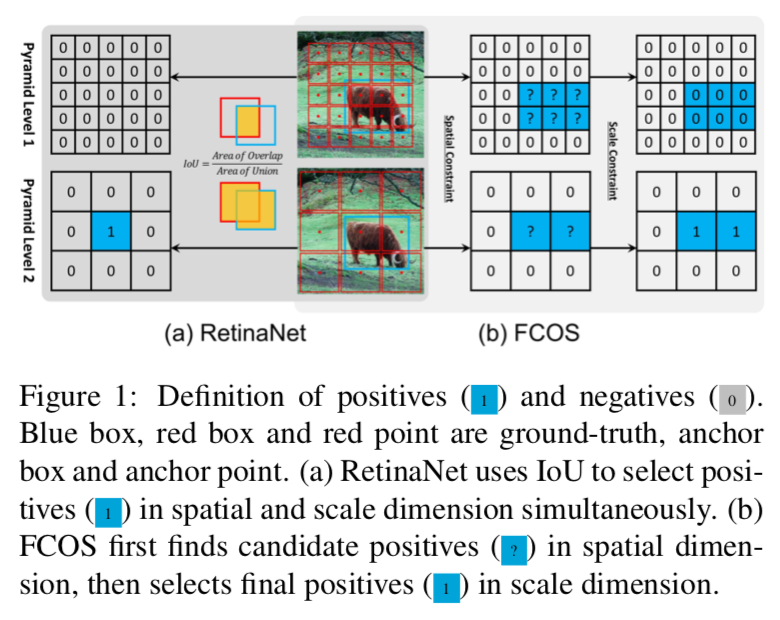 Pyramid Level 1
0 0 0 0 0
0 0 0 0 0
0 0 0 0 0
0 0 0 0 0
0 0 0 0 0
Pyramid Level 2
0 0 0
0 1 0
0 0 0
IoU = Area of Overlap
Area of Union
0 0 0 0 0
0 0 0 0 0
0 0 ? ? ?
0 0 ? ? ?
0 0 0 0 0
Spatial Constraint
0 0 0
0 ? ?
0 0 0
Scale Constraint
0 0 0 0 0
0 0 0 0 0
0 0 0 0 0
0 0 0 0 0
0 0 0 0 0
0 0 0
0 1 1
0 0 0
(a) RetinaNet
(b) FCOS
Figure 1: Definition of positives ( 1 ) and negatives ( 0 ).
Blue box, red box and red point are ground-truth, anchor
box and anchor point. (a) RetinaNet uses IoU to select posi-
tives ( 1 ) in spatial and scale dimension simultaneously. (b)
FCOS first finds candidate positives ( ? ) in spatial dimen-
sion, then selects final positives ( 1 ) in scale dimension.